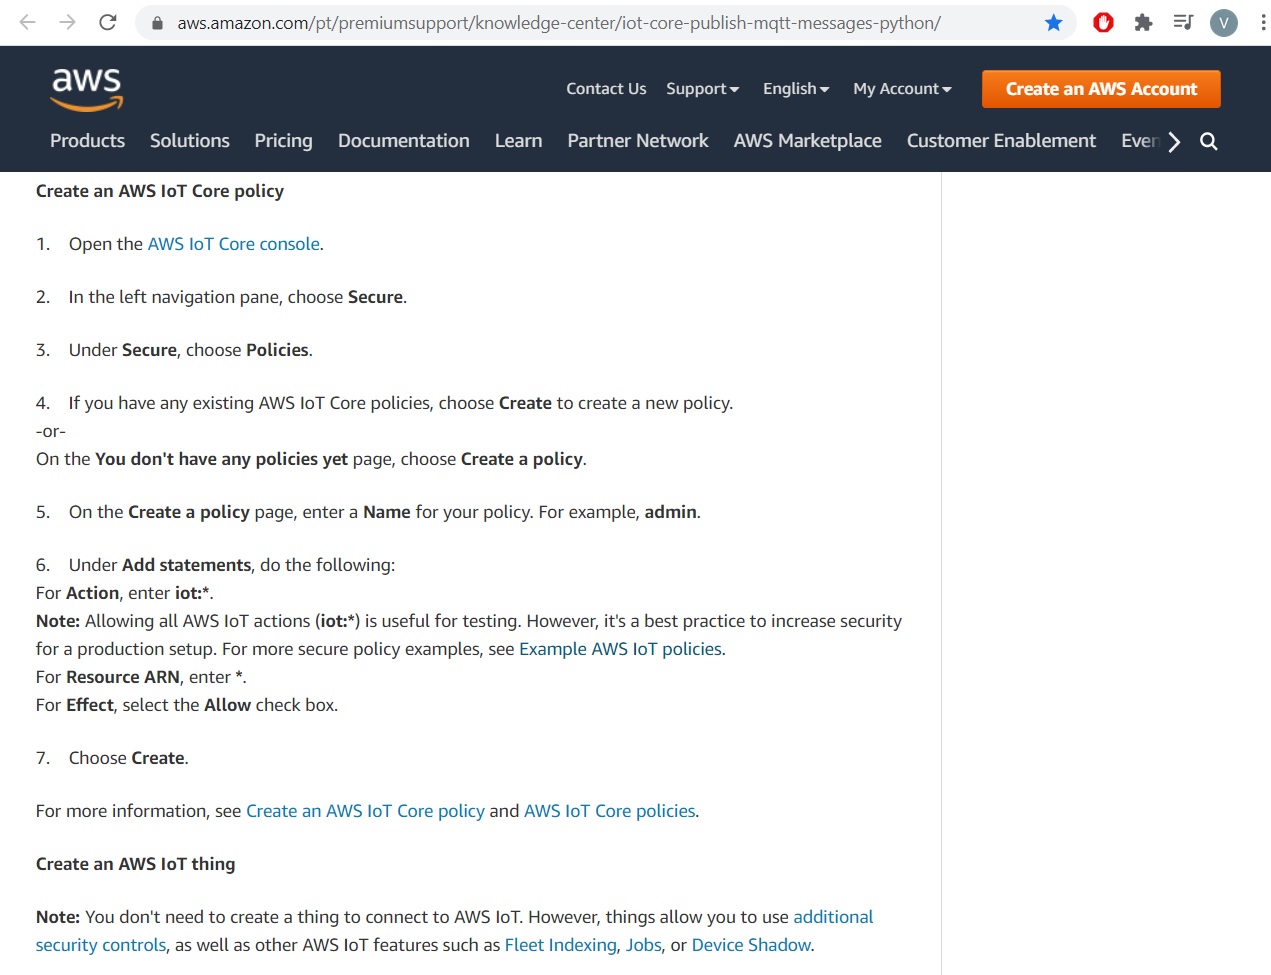 aws.amazon.com/pt/premiumsupport/knowledge-center/iot-core-publish-mqtt-messages-python/
V
aws
Contact Us Support English My Account Create an AWS Account
Products Solutions Pricing Documentation Learn Partner Network AWS Marketplace Customer Enablement Even
Create an AWS IoT Core policy
1. Open the AWS IoT Core console.
2. In the left navigation pane, choose Secure.
3. Under Secure, choose Policies.
4. If you have any existing AWS IoT Core policies, choose Create to create a new policy.
-or-
On the You don't have any policies yet page, choose Create a policy.
5. On the Create a policy page, enter a Name for your policy. For example, admin.
6. Under Add statements, do the following:
For Action, enter iot:*.
Note: Allowing all AWS IoT actions (iot:*) is useful for testing. However, it's a best practice to increase security
for a production setup. For more secure policy examples, see Example AWS IoT policies.
For Resource ARN, enter *.
For Effect, select the Allow check box.
7. Choose Create.
For more information, see Create an AWS IoT Core policy and AWS IoT Core policies.
Create an AWS IoT thing
Note: You don't need to create a thing to connect to AWS IoT. However, things allow you to use additional
security controls, as well as other AWS IoT features such as Fleet Indexing, Jobs, or Device Shadow.